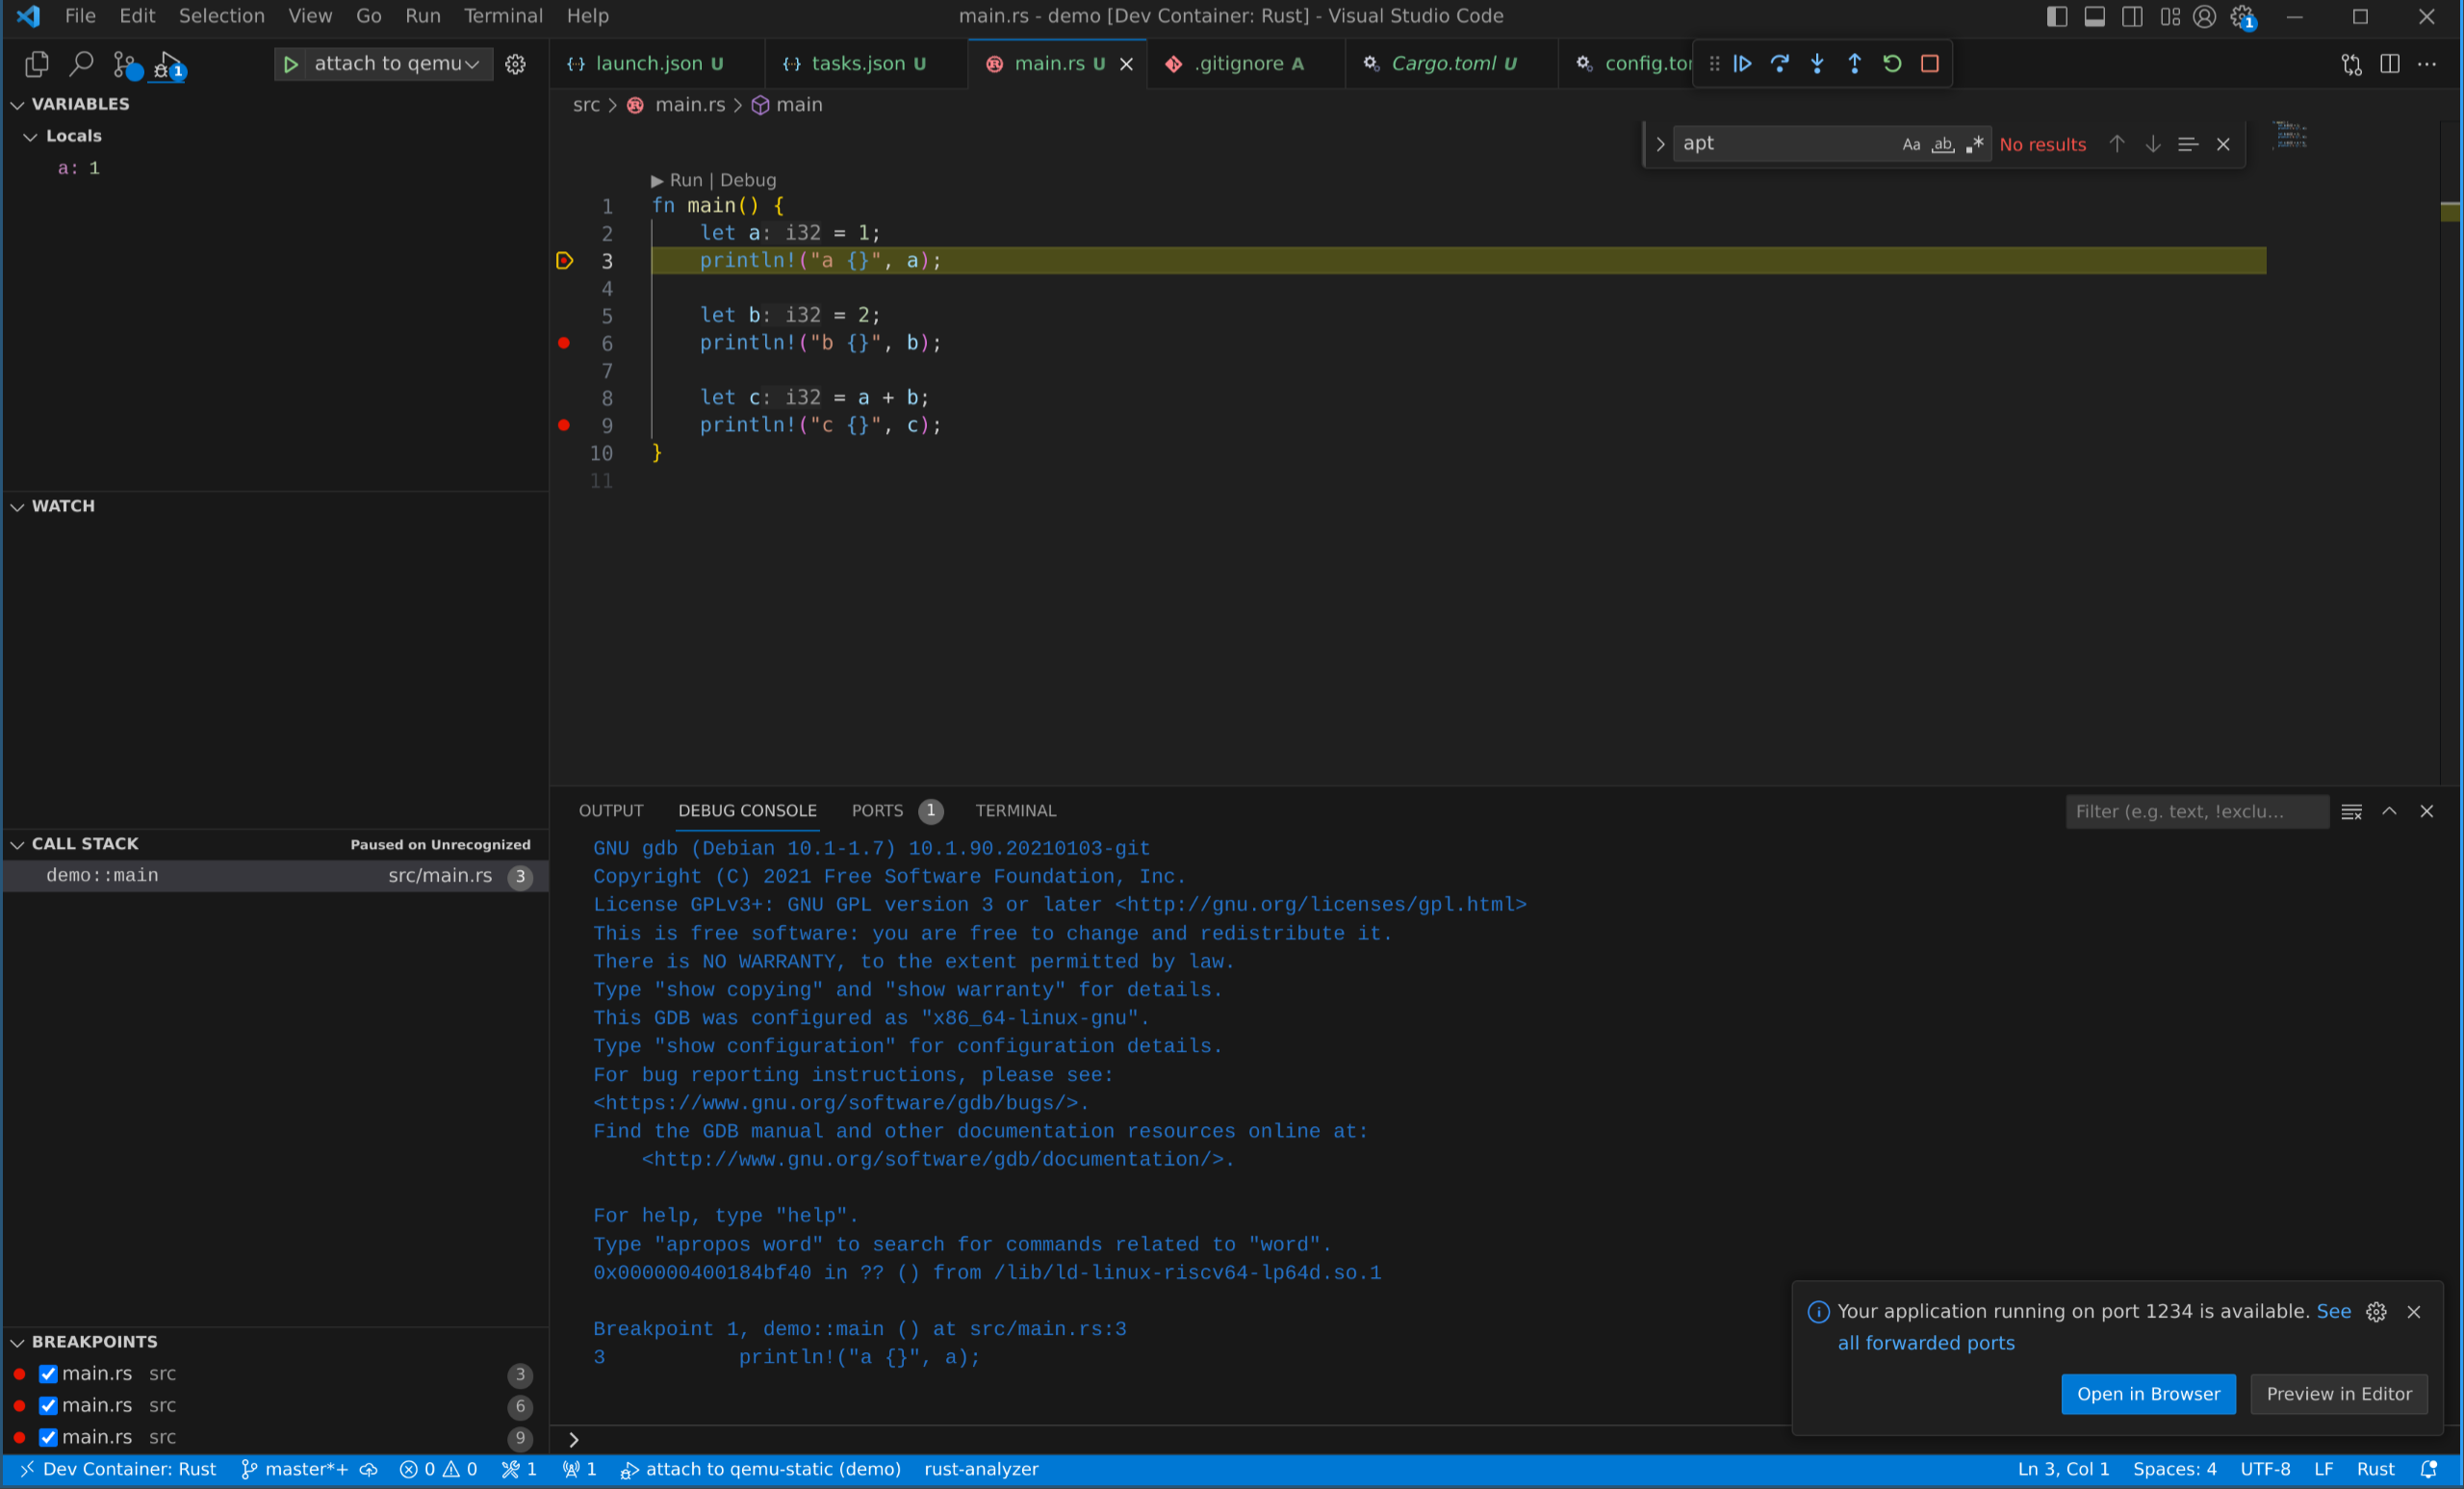 File Edit Selection View Go Run Terminal Help
main.rs - demo [Dev Container: Rust] - Visual Studio Code
1
1
attach to qemu
launch.json U
tasks.json U
main.rs U
.gitignore A
Cargo.toml U
config.tor
VARIABLES
Locals
a: 1
WATCH
CALL STACK Paused on Unrecognized
demo::main src/main.rs 3
BREAKPOINTS
main.rs src 3
main.rs src 6
main.rs src 9
src > main.rs > main
apt Aa ab .* No results
Run | Debug
1 fn main() {
2 let a: i32 = 1;
3 println!("a {}", a);
4
5 let b: i32 = 2;
6 println!("b {}", b);
7
8 let c: i32 = a + b;
9 println!("c {}", c);
10 }
11
OUTPUT DEBUG CONSOLE PORTS 1 TERMINAL
Filter (e.g. text, !exclu...
GNU gdb (Debian 10.1-1.7) 10.1.90.20210103-git
Copyright (C) 2021 Free Software Foundation, Inc.
License GPLv3+: GNU GPL version 3 or later <http://gnu.org/licenses/gpl.html>
This is free software: you are free to change and redistribute it.
There is NO WARRANTY, to the extent permitted by law.
Type "show copying" and "show warranty" for details.
This GDB was configured as "x86_64-linux-gnu".
Type "show configuration" for configuration details.
For bug reporting instructions, please see:
<https://www.gnu.org/software/gdb/bugs/>.
Find the GDB manual and other documentation resources online at:
<http://www.gnu.org/software/gdb/documentation/>.
For help, type "help".
Type "apropos word" to search for commands related to "word".
0x000000400184bf40 in ?? () from /lib/ld-linux-riscv64-lp64d.so.1
Breakpoint 1, demo::main () at src/main.rs:3
3 println!("a {}", a);
>
Your application running on port 1234 is available. See
all forwarded ports
Open in Browser
Preview in Editor
Dev Container: Rust master*+ 0 0 1 1 attach to qemu-static (demo) rust-analyzer
Ln 3, Col 1 Spaces: 4 UTF-8 LF Rust